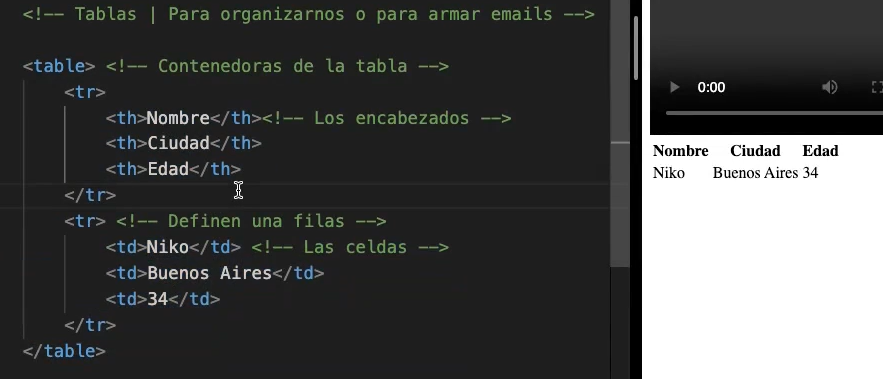 <!-- Tablas | Para organizarnos o para armar emails -->
<table> <!-- Contenedoras de la tabla -->
<tr>
<th>Nombre</th><!-- Los encabezados -->
<th>Ciudad</th>
<th>Edad</th>
</tr>
<tr> <!-- Definen una filas -->
<td>Niko</td> <!-- Las celdas -->
<td>Buenos Aires</td>
<td>34</td>
</tr>
</table>
0:00
Nombre Ciudad Edad
Niko Buenos Aires 34